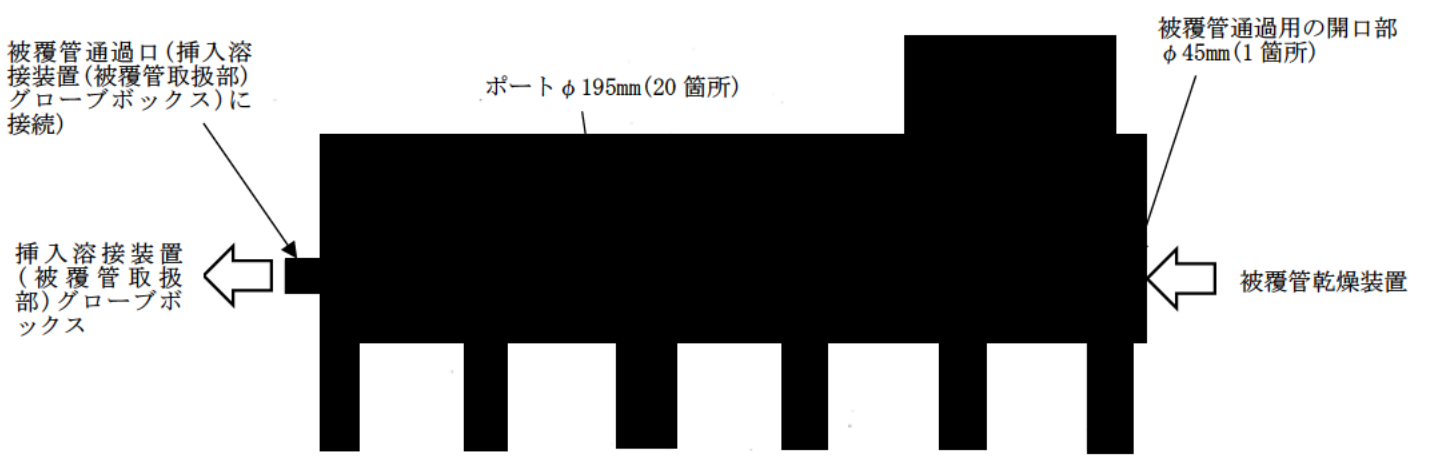 被覆管通過口(挿入溶
接装置(被覆管取扱部)
グローブボックス)に
接続)
ポートφ195mm(20 箇所)
被覆管通過用の開口部
φ45mm(1 箇所)
挿入溶接装置
(被覆管取扱
部)グローブボ
ックス
被覆管乾燥装置